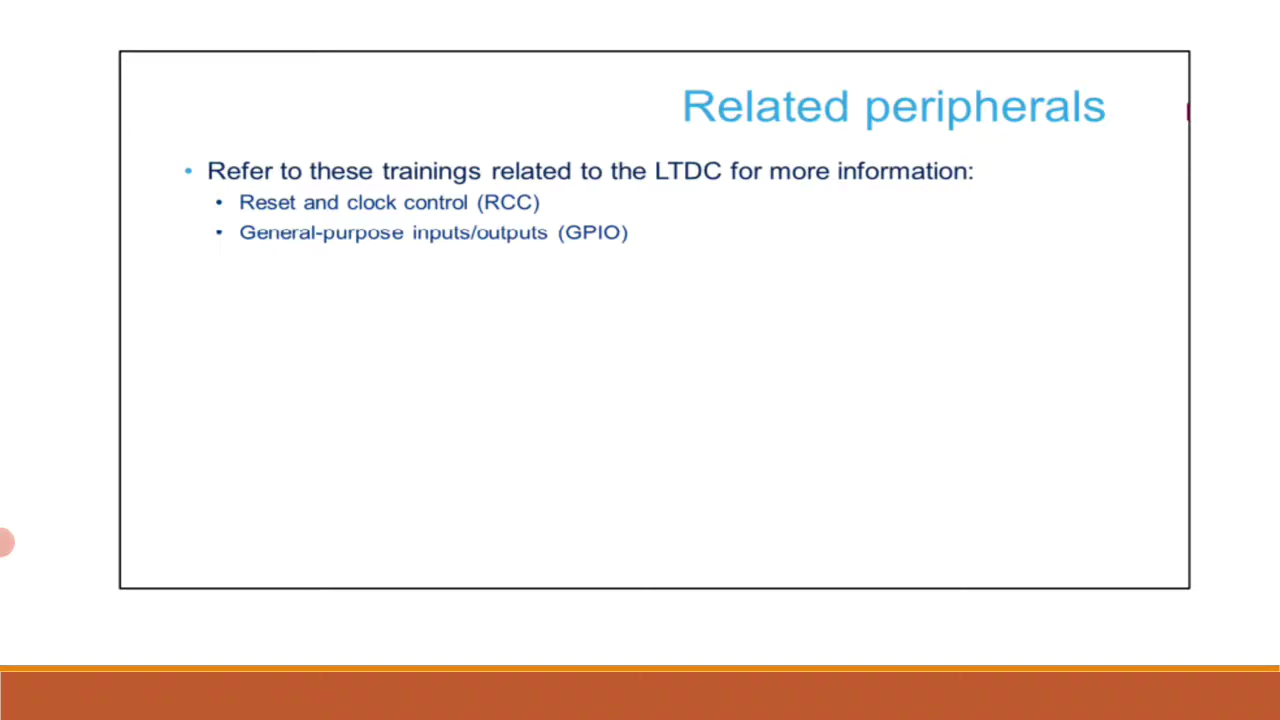 Related peripherals
• Refer to these trainings related to the LTDC for more information:
• Reset and clock control (RCC)
• General-purpose inputs/outputs (GPIO)